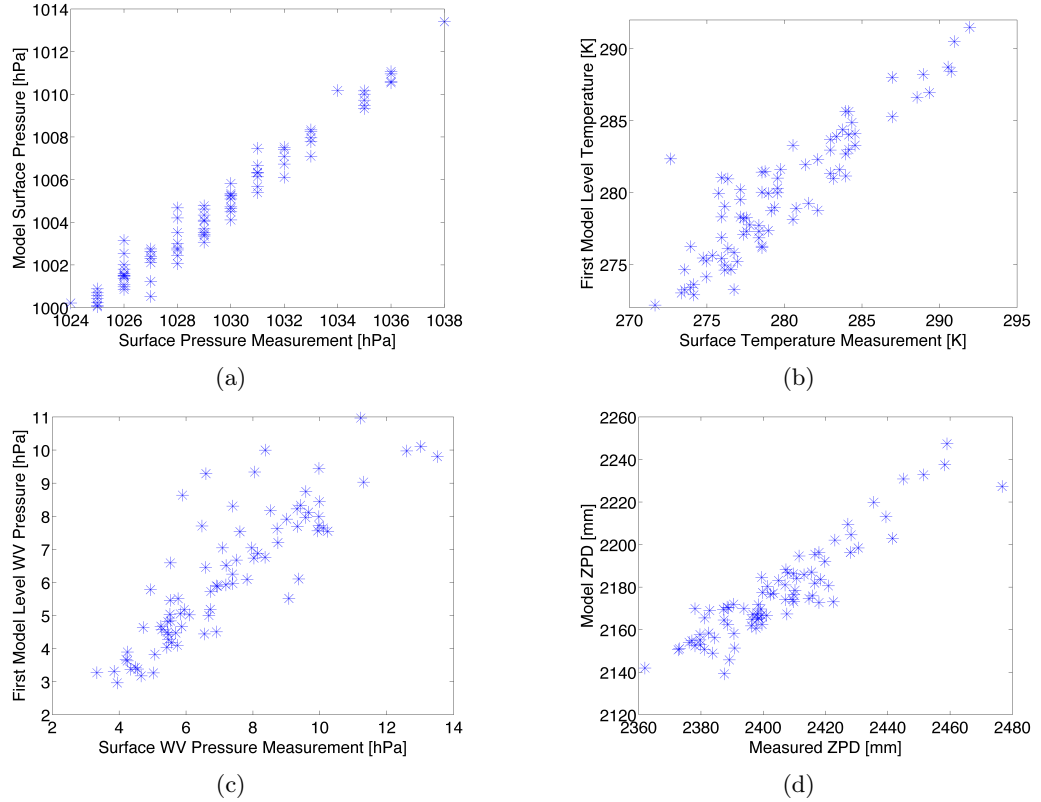 1014
1012
1010
1008
1006
1004
1002
1000
Model Surface Pressure [hPa]
1024 1026 1028 1030 1032 1034 1036 1038
Surface Pressure Measurement [hPa]
(a)
290
285
280
275
First Model Level Temperature [K]
270 275 280 285 290 295
Surface Temperature Measurement [K]
(b)
11
10
9
8
7
6
5
4
3
2
First Model Level WV Pressure [hPa]
2 4 6 8 10 12 14
Surface WV Pressure Measurement [hPa]
(c)
2260
2240
2220
2200
2180
2160
2140
2120
Model ZPD [mm]
2360 2380 2400 2420 2440 2460 2480
Measured ZPD [mm]
(d)